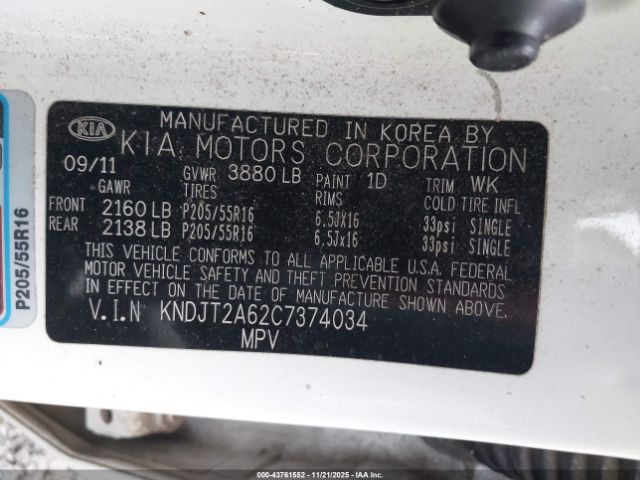 MANUFACTURED IN KOREA BY
KIA KIA MOTORS CORPORATION
09/11 GVWR 3880 LB PAINT 1D TRIM WK
GAWR TIRES RIMS COLD TIRE INFL
FRONT 2160 LB P205/55R16 6.5Jx16 33psi SINGLE
REAR 2138 LB P205/55R16 6.5Jx16 33psi SINGLE
THIS VEHICLE CONFORMS TO ALL APPLICABLE U.S.A. FEDERAL
MOTOR VEHICLE SAFETY AND THEFT PREVENTION STANDARDS
IN EFFECT ON THE DATE OF MANUFACTURE SHOWN ABOVE.
V.I.N KNDJT2A62C7374034
MPV
P205/55R16
000-43761552 - 11/21/2025 - IAAI.COM